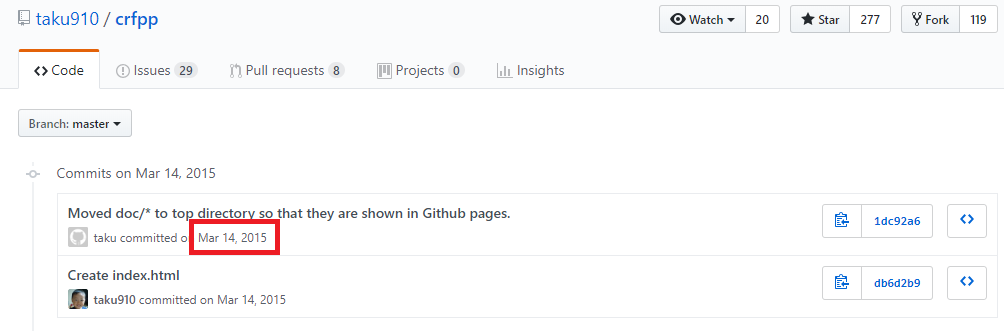 taku910 / crfpp
Watch 20 Star 277 Fork 119
Code Issues 29 Pull requests 8 Projects 0 Insights
Branch: master
Commits on Mar 14, 2015
Moved doc/* to top directory so that they are shown in Github pages.
taku committed o Mar 14, 2015
1dc92a6
Create index.html
taku910 committed on Mar 14, 2015
db6d2b9